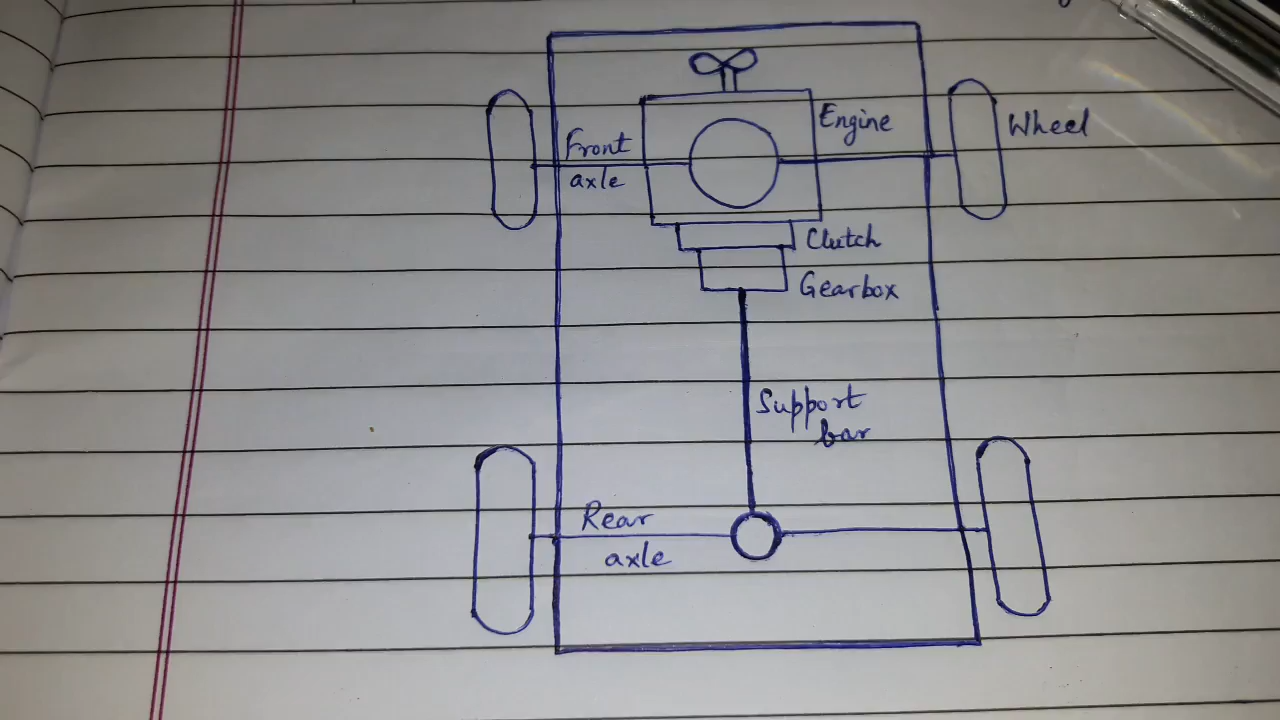 Engine
Wheel
Front
axle
Clutch
Gearbox
Support
bar
Rear
axle